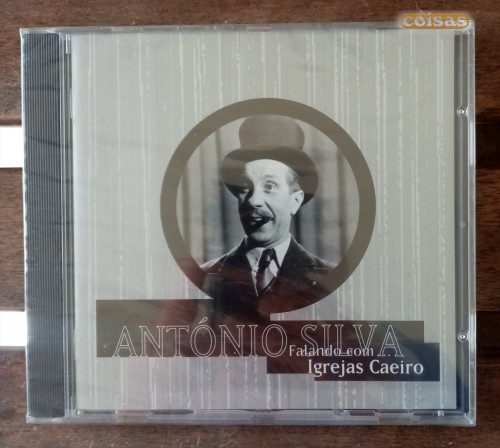 coisas
ANTÓNIO SILVA
Falando com
Igrejas Caeiro